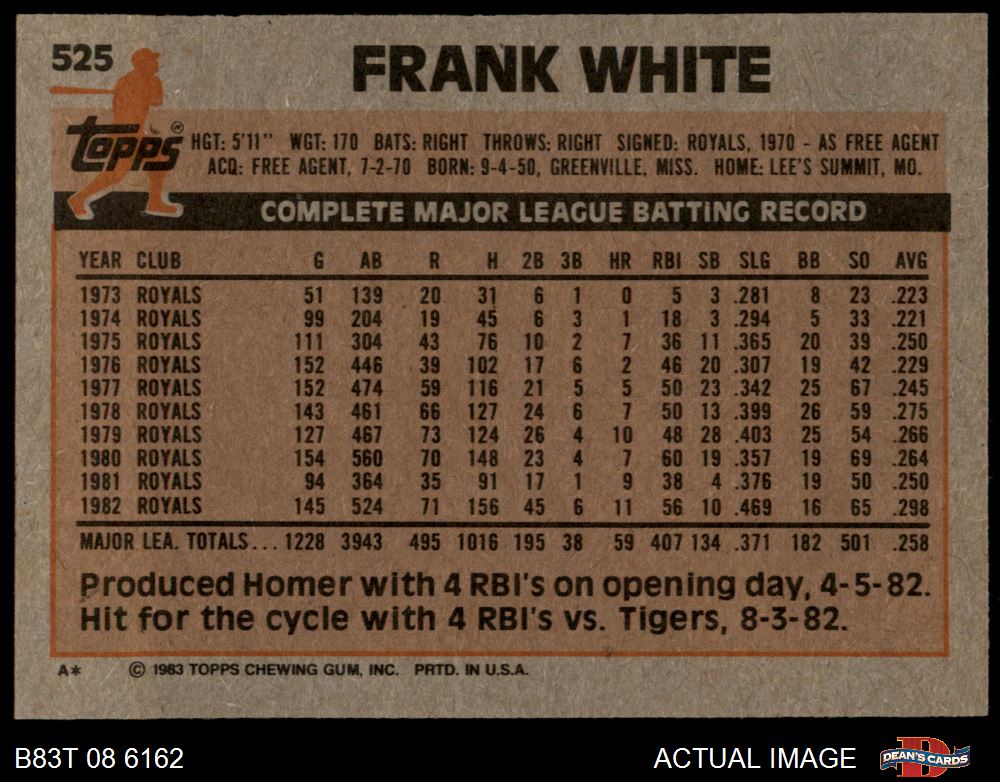 525 FRANK WHITE
topps® HGT: 5'11" WGT: 170 BATS: RIGHT THROWS: RIGHT SIGNED: ROYALS, 1970 - AS FREE AGENT
ACQ: FREE AGENT, 7-2-70 BORN: 9-4-50, GREENVILLE, MISS. HOME: LEE'S SUMMIT, MO.
COMPLETE MAJOR LEAGUE BATTING RECORD
YEAR CLUB G AB R H 2B 3B HR RBI SB SLG BB SO AVG
1973 ROYALS 51 139 20 31 6 1 0 5 3 .281 8 23 .223
1974 ROYALS 99 204 19 45 6 3 1 18 3 .294 5 33 .221
1975 ROYALS 111 304 43 76 10 2 7 36 11 .365 20 39 .250
1976 ROYALS 152 446 39 102 17 6 2 46 20 .307 19 42 .229
1977 ROYALS 152 474 59 116 21 5 5 50 23 .342 25 67 .245
1978 ROYALS 143 461 66 127 24 6 7 50 13 .399 26 59 .275
1979 ROYALS 127 467 73 124 26 4 10 48 28 .403 25 54 .266
1980 ROYALS 154 560 70 148 23 4 7 60 19 .357 19 69 .264
1981 ROYALS 94 364 35 91 17 1 9 38 4 .376 19 50 .250
1982 ROYALS 145 524 71 156 45 6 11 56 10 .469 16 65 .298
MAJOR LEA. TOTALS... 1228 3943 495 1016 195 38 59 407 134 .371 182 501 .258
Produced Homer with 4 RBI's on opening day, 4-5-82.
Hit for the cycle with 4 RBI's vs. Tigers, 8-3-82.
A* © 1983 TOPPS CHEWING GUM, INC. PRTD. IN U.S.A.
B83T 08 6162 ACTUAL IMAGE DEAN'S CARDS